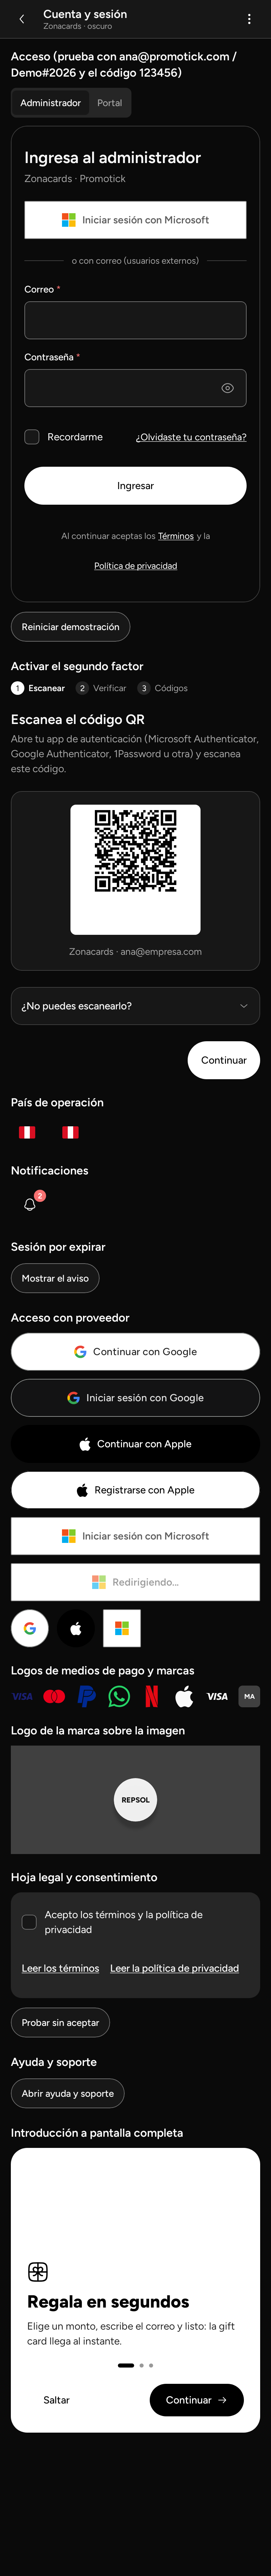 Cuenta y sesión
Zonacards · oscuro
Acceso (prueba con ana@promotick.com /
Demo#2026 y el código 123456)
Administrador Portal
Ingresa al administrador
Zonacards · Promotick
Iniciar sesión con Microsoft
o con correo (usuarios externos)
Correo *
Contraseña *
Recordarme ¿Olvidaste tu contraseña?
Ingresar
Al continuar aceptas los Términos y la
Política de privacidad
Reiniciar demostración
Activar el segundo factor
1 Escanear 2 Verificar 3 Códigos
Escanea el código QR
Abre tu app de autenticación (Microsoft Authenticator,
Google Authenticator, 1Password u otra) y escanea
este código.
Zonacards · ana@empresa.com
¿No puedes escanearlo?
Continuar
País de operación
Notificaciones
2
Sesión por expirar
Mostrar el aviso
Acceso con proveedor
Continuar con Google
Iniciar sesión con Google
Continuar con Apple
Registrarse con Apple
Iniciar sesión con Microsoft
Redirigiendo...
Logos de medios de pago y marcas
VISA VISA MA
Logo de la marca sobre la imagen
REPSOL
Hoja legal y consentimiento
Acepto los términos y la política de
privacidad
Leer los términos Leer la política de privacidad
Probar sin aceptar
Ayuda y soporte
Abrir ayuda y soporte
Introducción a pantalla completa
Regala en segundos
Elige un monto, escribe el correo y listo: la gift
card llega al instante.
Saltar Continuar